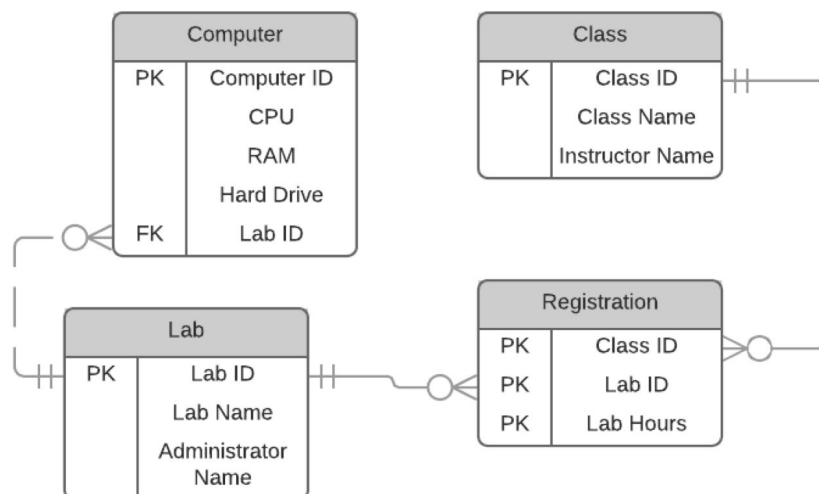 Computer
PK Computer ID
CPU
RAM
Hard Drive
FK Lab ID
Class
PK Class ID
Class Name
Instructor Name
Lab
PK Lab ID
Lab Name
Administrator
Name
Registration
PK Class ID
PK Lab ID
PK Lab Hours